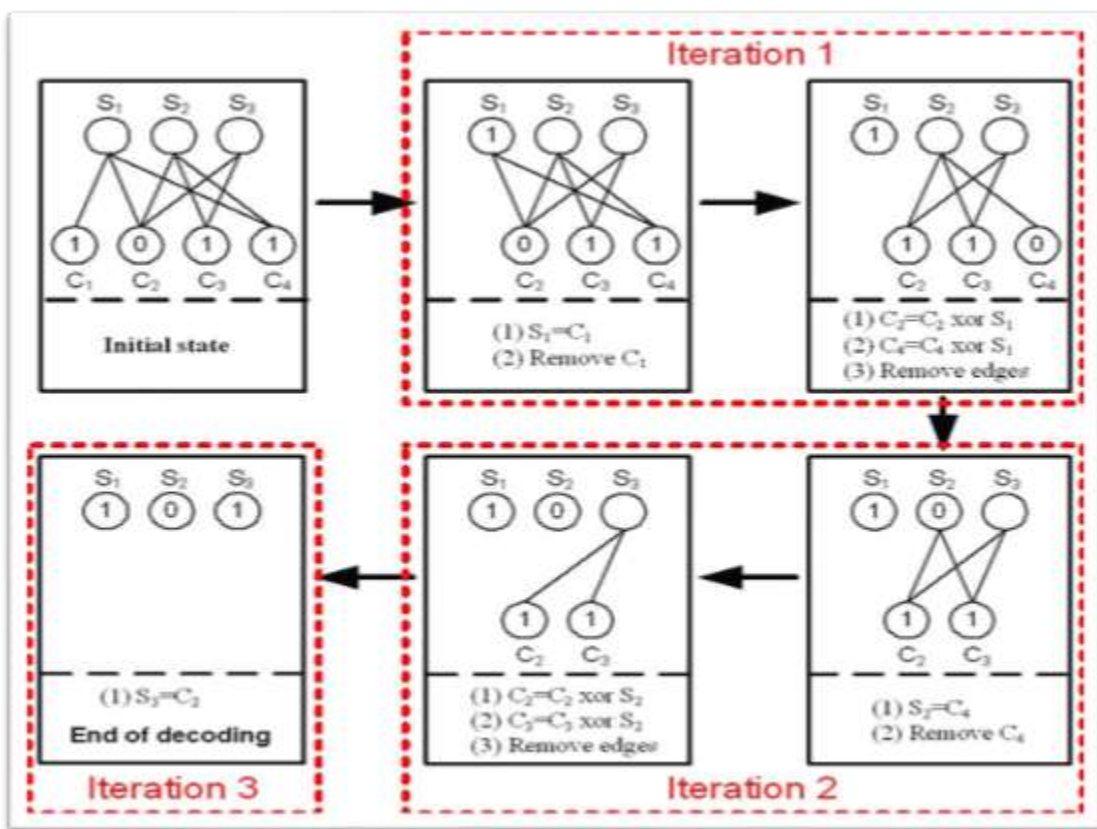 Iteration 1
S₁ S₂ S₃
1 0 1 1
C₁ C₂ C₃ C₄
Initial state
S₁ S₂ S₃
1
0 1 1
C₂ C₃ C₄
(1) S₁=C₁
(2) Remove C₁
S₁ S₂ S₃
1
1 1 0
C₂ C₃ C₄
(1) C₂=C₂ xor S₁
(2) C₄=C₄ xor S₁
(3) Remove edges
S₁ S₂ S₃
1 0
1 1
C₂ C₃
(1) S₂=C₄
(2) Remove C₄
S₁ S₂ S₃
1 0
1 1
C₂ C₃
(1) C₂=C₂ xor S₂
(2) C₃=C₃ xor S₂
(3) Remove edges
Iteration 2
S₁ S₂ S₃
1 0 1
(1) S₃=C₂
End of decoding
Iteration 3